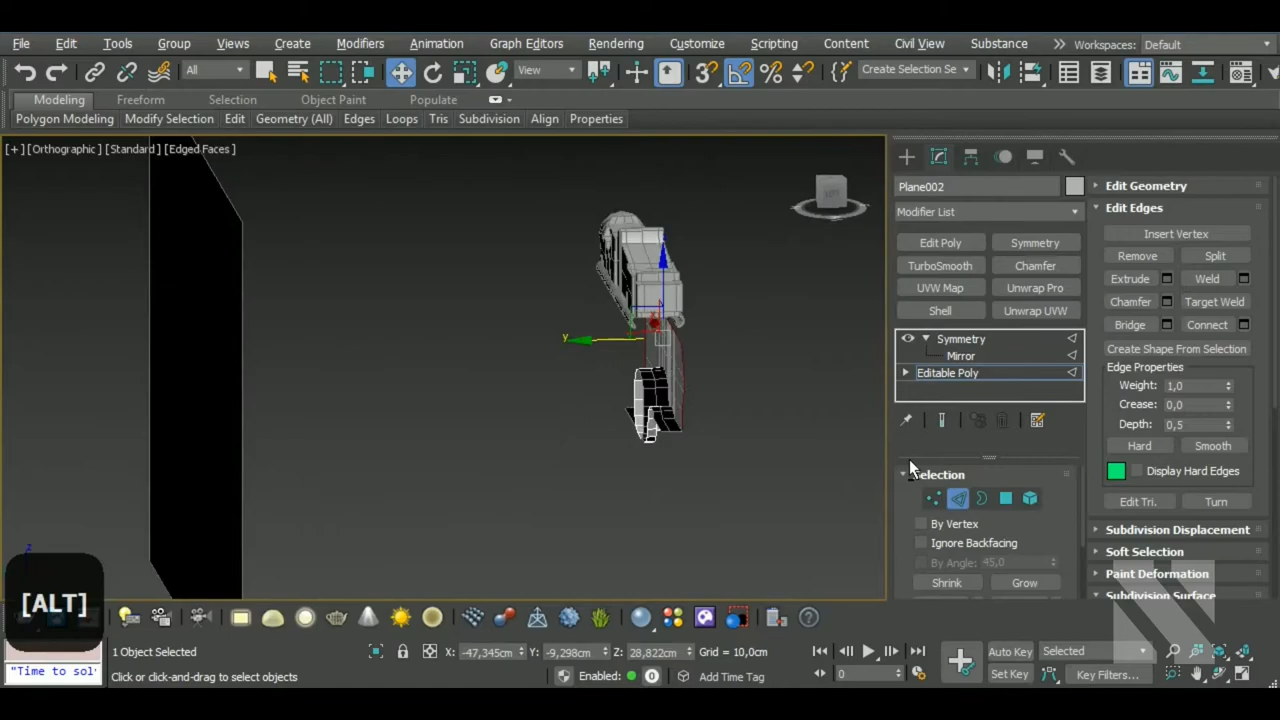 File Edit Tools Group Views Create Modifiers Animation Graph Editors Rendering Customize Scripting Content Civil View Substance Workspaces: Default
All View Create Selection Se
Modeling Freeform Selection Object Paint Populate
Polygon Modeling Modify Selection Edit Geometry (All) Edges Loops Tris Subdivision Align Properties
[+] [Orthographic] [Standard] [Edged Faces]
Plane002
Modifier List
Edit Poly Symmetry
TurboSmooth Chamfer
UVW Map Unwrap Pro
Shell Unwrap UVW
Symmetry
Mirror
Editable Poly
Selection
By Vertex
Ignore Backfacing
By Angle: 45,0
Shrink Grow
Edit Geometry
Edit Edges
Insert Vertex
Remove Split
Extrude Weld
Chamfer Target Weld
Bridge Connect
Create Shape From Selection
Edge Properties
Weight: 1,0
Crease: 0,0
Depth: 0,5
Hard Smooth
Display Hard Edges
Edit Tri. Turn
Subdivision Displacement
Soft Selection
Paint Deformation
Subdivision Surface
y
z
[ALT]
1 Object Selected X: -47,345cm Y: -9,298cm Z: 28,822cm Grid = 10,0cm Auto Key Selected
"Time to sol
Click or click-and-drag to select objects Enabled: 0 Add Time Tag 0 Set Key Key Filters...